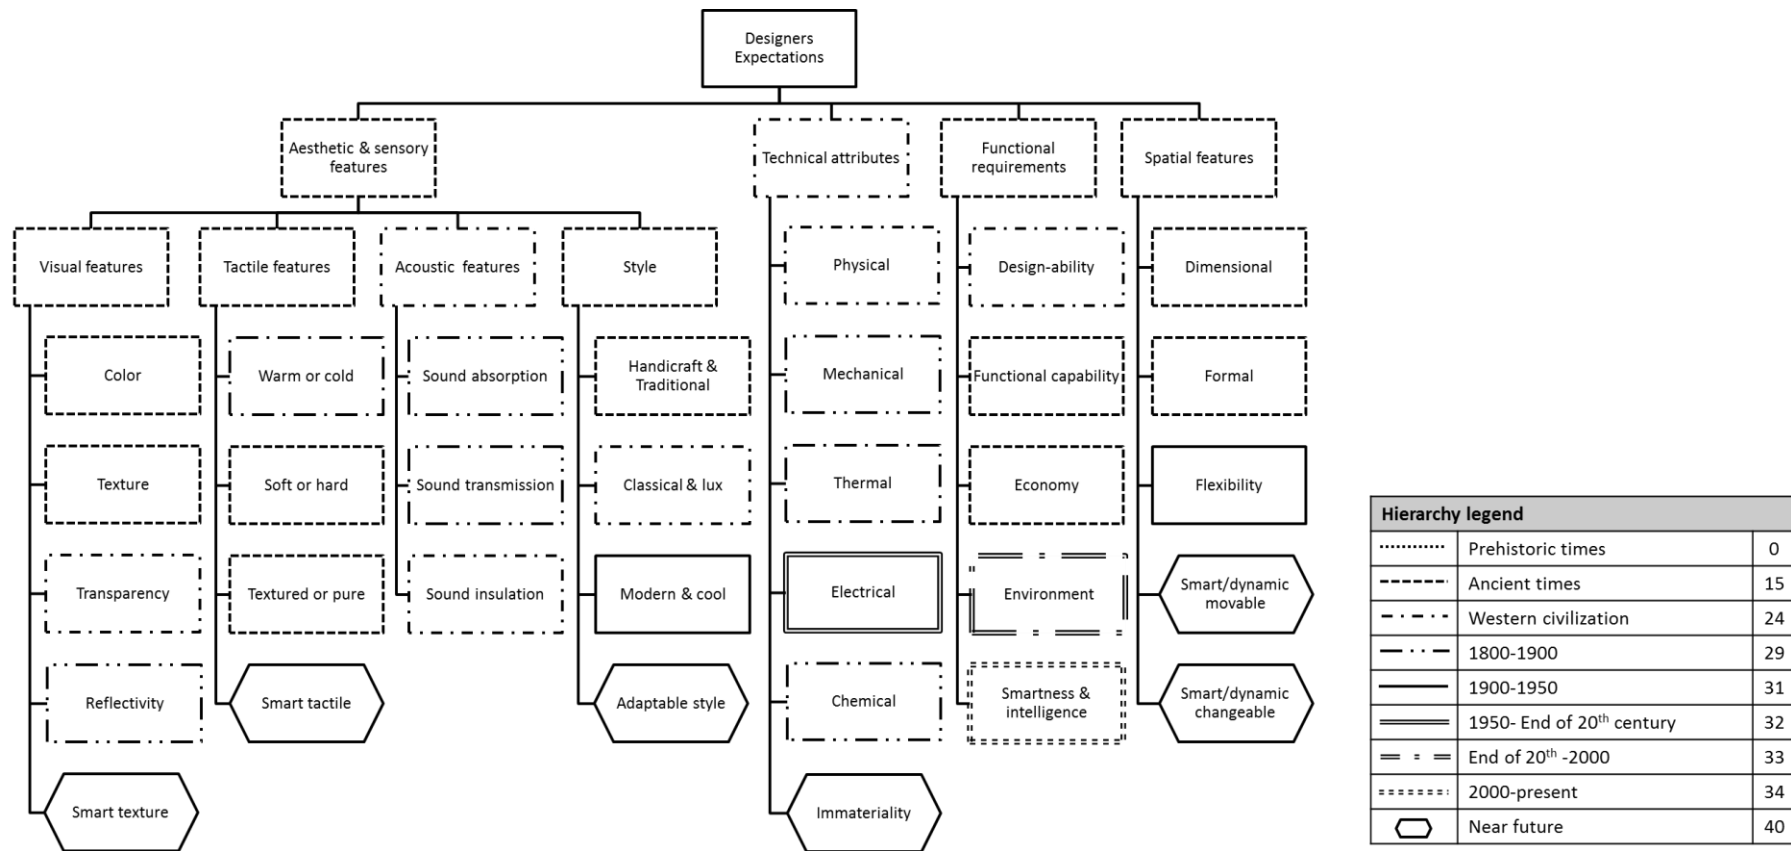 Designers
Expectations
Aesthetic & sensory
features
Technical attributes
Functional
requirements
Spatial features
Visual features
Tactile features
Acoustic features
Style
Physical
Design-ability
Dimensional
Color
Warm or cold
Sound absorption
Handicraft &
Traditional
Mechanical
Functional capability
Formal
Texture
Soft or hard
Sound transmission
Classical & lux
Thermal
Economy
Flexibility
Transparency
Textured or pure
Sound insulation
Modern & cool
Electrical
Environment
Smart/dynamic
movable
Reflectivity
Smart tactile
Adaptable style
Chemical
Smartness &
intelligence
Smart/dynamic
changeable
Smart texture
Immateriality
Hierarchy legend
Prehistoric times 0
Ancient times 15
Western civilization 24
1800-1900 29
1900-1950 31
1950- End of 20th century 32
End of 20th -2000 33
2000-present 34
Near future 40